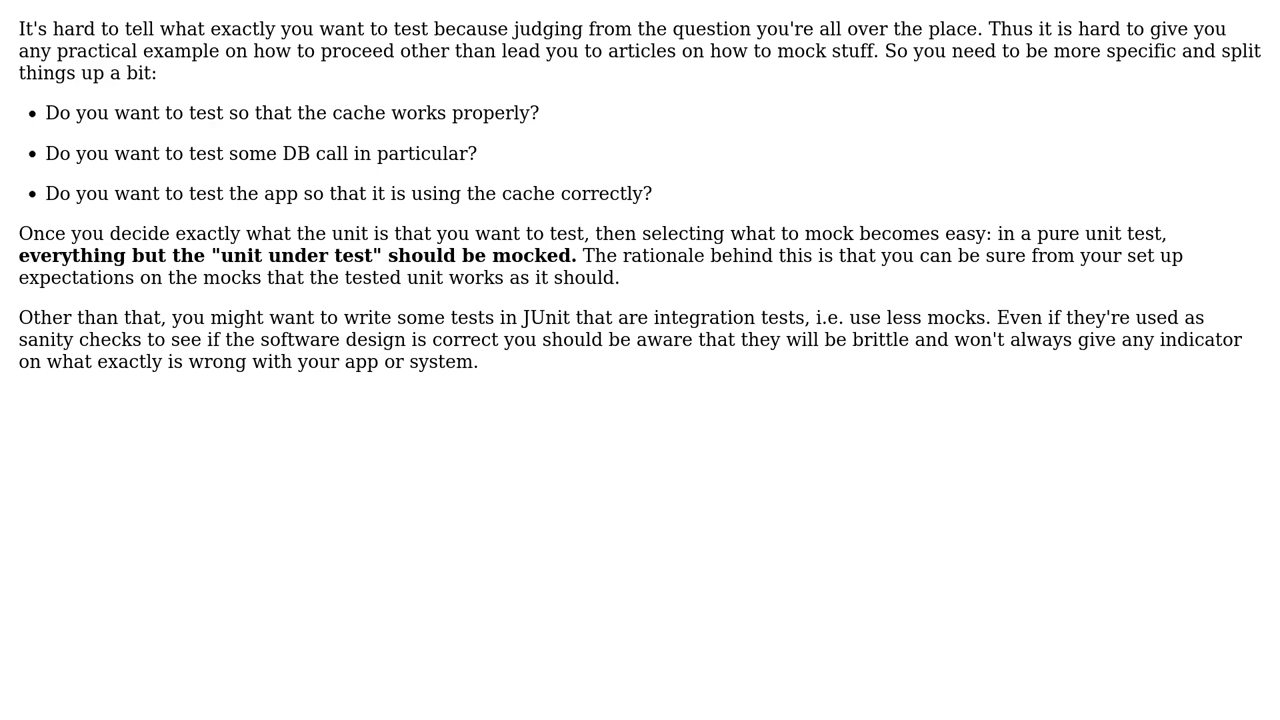 It's hard to tell what exactly you want to test because judging from the question you're all over the place. Thus it is hard to give you
any practical example on how to proceed other than lead you to articles on how to mock stuff. So you need to be more specific and split
things up a bit:
• Do you want to test so that the cache works properly?
• Do you want to test some DB call in particular?
• Do you want to test the app so that it is using the cache correctly?
Once you decide exactly what the unit is that you want to test, then selecting what to mock becomes easy: in a pure unit test,
everything but the "unit under test" should be mocked. The rationale behind this is that you can be sure from your set up
expectations on the mocks that the tested unit works as it should.
Other than that, you might want to write some tests in JUnit that are integration tests, i.e. use less mocks. Even if they're used as
sanity checks to see if the software design is correct you should be aware that they will be brittle and won't always give any indicator
on what exactly is wrong with your app or system.